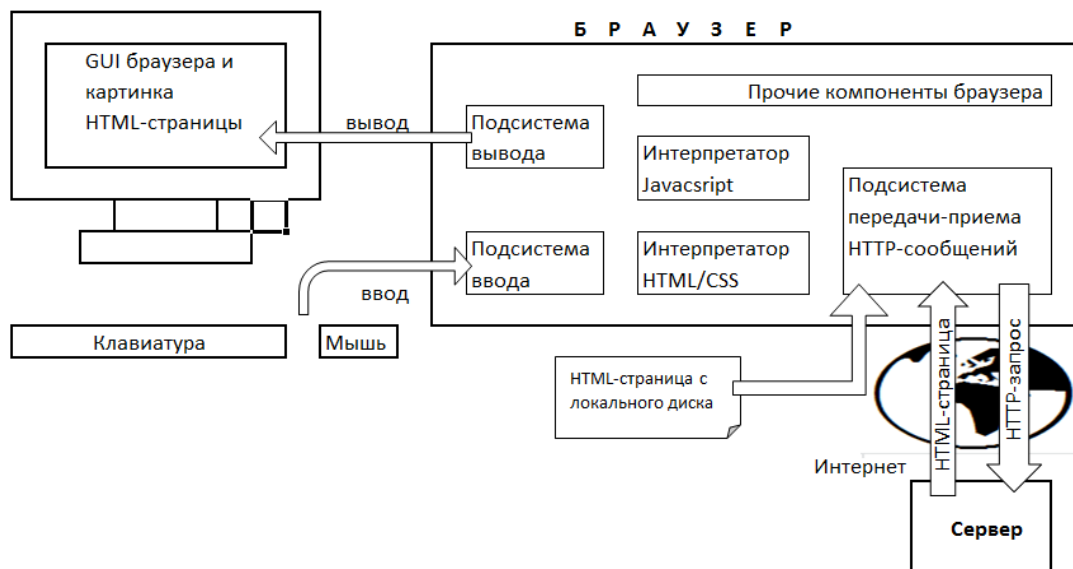 Б Р А У З Е Р
GUI браузера и
картинка
HTML-страницы
вывод
Подсистема
вывода
Прочие компоненты браузера
Интерпретатор
Javacsript
Подсистема
передачи-приема
HTTP-сообщений
Подсистема
ввода
Интерпретатор
HTML/CSS
ввод
Клавиатура
Мышь
HTML-страница с
локального диска
HTML-страница
HTTP-запрос
Интернет
Сервер